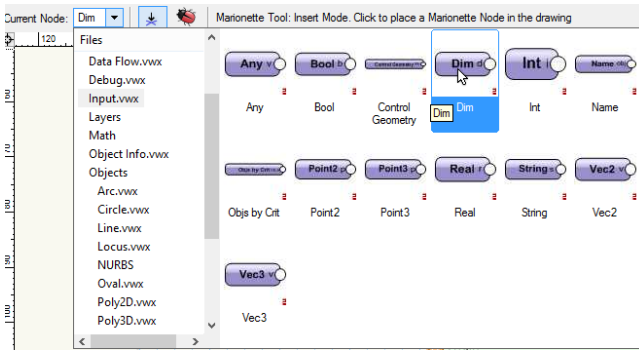 Current Node: Dim
Marionette Tool: Insert Mode. Click to place a Marionette Node in the drawing
120
Files
Data Flow.vwx
Debug.vwx
Input.vwx
Layers
Math
Object Info.vwx
Objects
Arc.vwx
Circle.vwx
Line.vwx
Locus.vwx
NURBS
Oval.vwx
Poly2D.vwx
Poly3D.vwx
Any v
Bool b
Control Geometry
Dim d
Int i
Name obj
Any
Bool
Control
Geometry
Dim
Dim
Int
Name
Objs by Crit
Point2 p
Point3 p
Real r
String s
Vec2 v
Objs by Crit
Point2
Point3
Real
String
Vec2
Vec3 v
Vec3